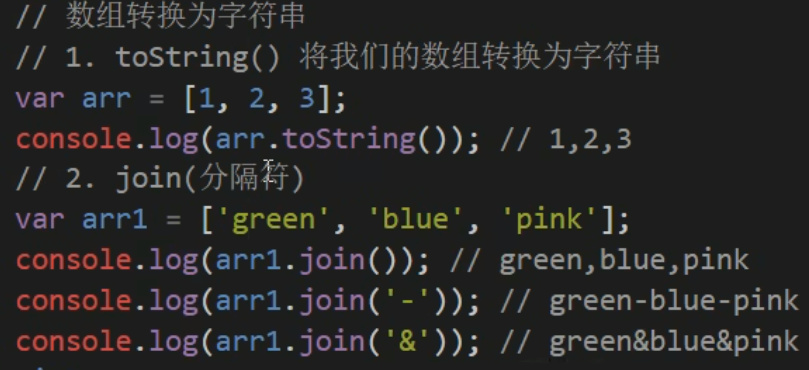 // 数组转换为字符串
// 1. toString() 将我们的数组转换为字符串
var arr = [1, 2, 3];
console.log(arr.toString()); // 1,2,3
// 2. join(分隔符)
var arr1 = ['green', 'blue', 'pink'];
console.log(arr1.join()); // green,blue,pink
console.log(arr1.join('-')); // green-blue-pink
console.log(arr1.join('&')); // green&blue&pink